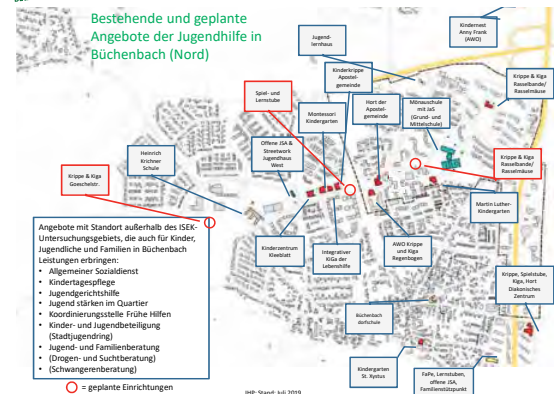 Bestehende und geplante
Angebote der Jugendhilfe in
Büchenbach (Nord)
Jugend-
lernhaus
Kindernest
Anny Frank
(AWO)
Kinderkrippe
Apostel-
gemeinde
Spiel- und
Lernstube
Montessori
Kindergarten
Hort der
Apostel-
gemeinde
Mönauschule
mit JaS
(Grund- und
Mittelschule)
Krippe & Kiga
Rasselbande/
Rasselmäuse
Offene JSA &
Streetwork
Jugendhaus
West
Heinrich
Krichner
Schule
Krippe & Kiga
Goeschelstr.
Krippe & Kiga
Rasselbande/
Rasselmäuse
Martin Luther-
Kindergarten
Kinderzentrum
Kleeblatt
Integrativer
KiGa der
Lebenshilfe
AWO Krippe
und Kiga
Regenbogen
Angebote mit Standort außerhalb des ISEK-
Untersuchungsgebiets, die auch für Kinder,
Jugendliche und Familien in Büchenbach
Leistungen erbringen:
• Allgemeiner Sozialdienst
• Kindertagespflege
• Jugendgerichtshilfe
• Jugend stärken im Quartier
• Koordinierungsstelle Frühe Hilfen
• Kinder- und Jugendbeteiligung
(Stadtjugendring)
• Jugend- und Familienberatung
• (Drogen- und Suchtberatung)
• (Schwangerenberatung)
Krippe, Spielstube,
Kiga, Hort
Diakonisches
Zentrum
Büchenbach
dorfschule
Kindergarten
St. Xystus
FaPe, Lernstuben,
offene JSA,
Familienstützpunkt
= geplante Einrichtungen
IHP; Stand: Juli 2019